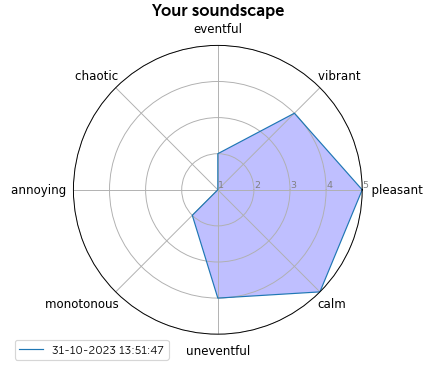 Your soundscape
eventful
chaotic
vibrant
annoying
1
2
3
4
5
pleasant
monotonous
calm
31-10-2023 13:51:47
uneventful